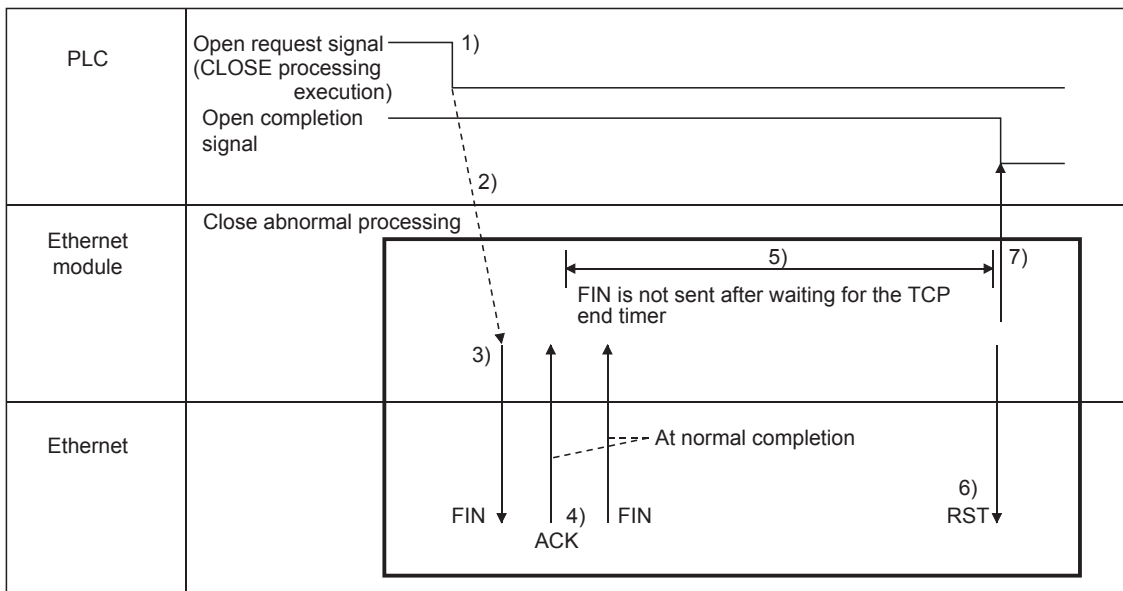 PLC
Open request signal
(CLOSE processing
execution)
1)
Open completion
signal
2)
Ethernet
module
Close abnormal processing
5)
7)
FIN is not sent after waiting for the TCP
end timer
3)
Ethernet
At normal completion
FIN
4)
ACK
FIN
6)
RST